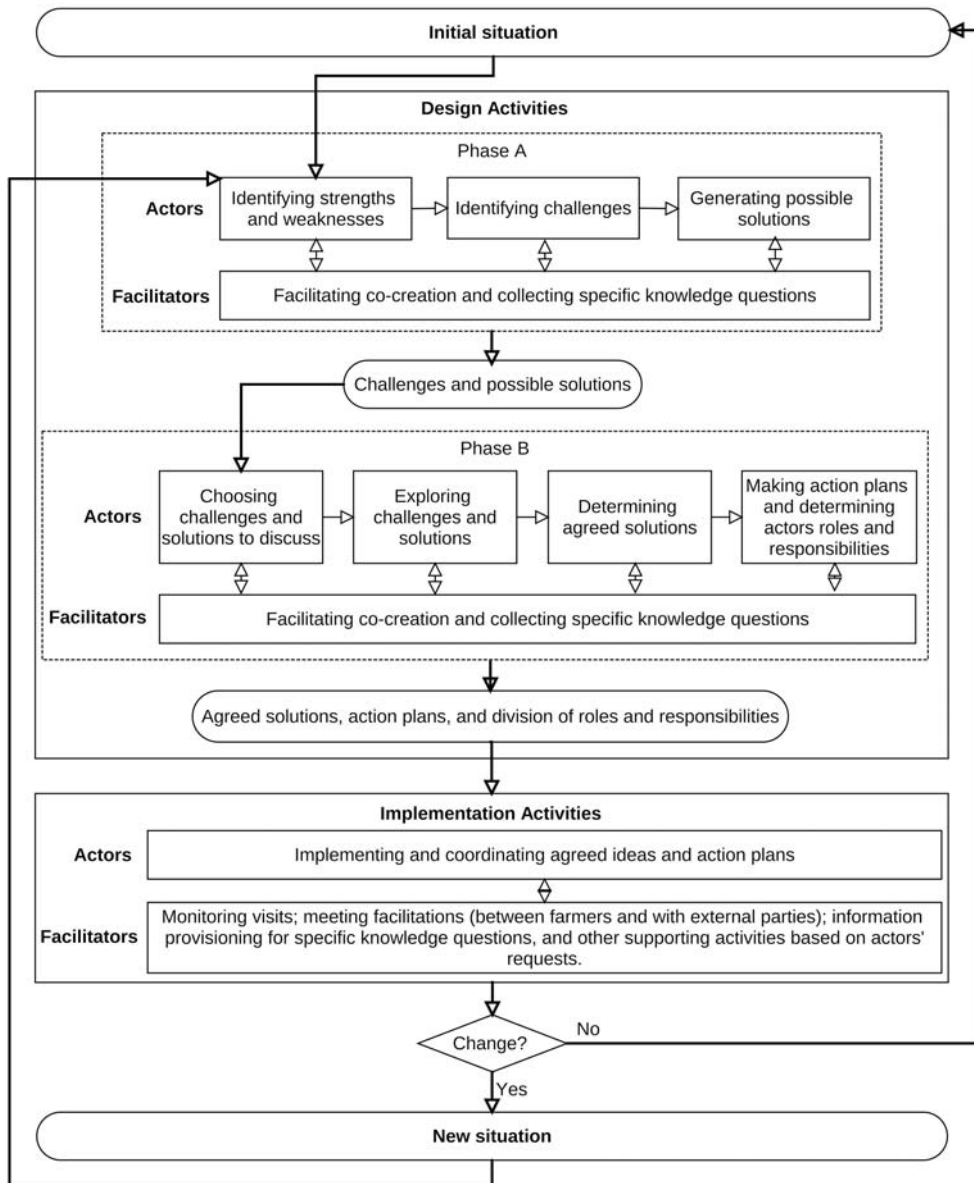 Initial situation
Design Activities
Phase A
Actors
Identifying strengths
and weaknesses
Identifying challenges
Generating possible
solutions
Facilitators
Facilitating co-creation and collecting specific knowledge questions
Challenges and possible solutions
Phase B
Actors
Choosing
challenges and
solutions to discuss
Exploring
challenges and
solutions
Determining
agreed solutions
Making action plans
and determining
actors roles and
responsibilities
Facilitators
Facilitating co-creation and collecting specific knowledge questions
Agreed solutions, action plans, and division of roles and responsibilities
Implementation Activities
Actors
Implementing and coordinating agreed ideas and action plans
Facilitators
Monitoring visits; meeting facilitations (between farmers and with external parties); information
provisioning for specific knowledge questions, and other supporting activities based on actors'
requests.
Change?
No
Yes
New situation